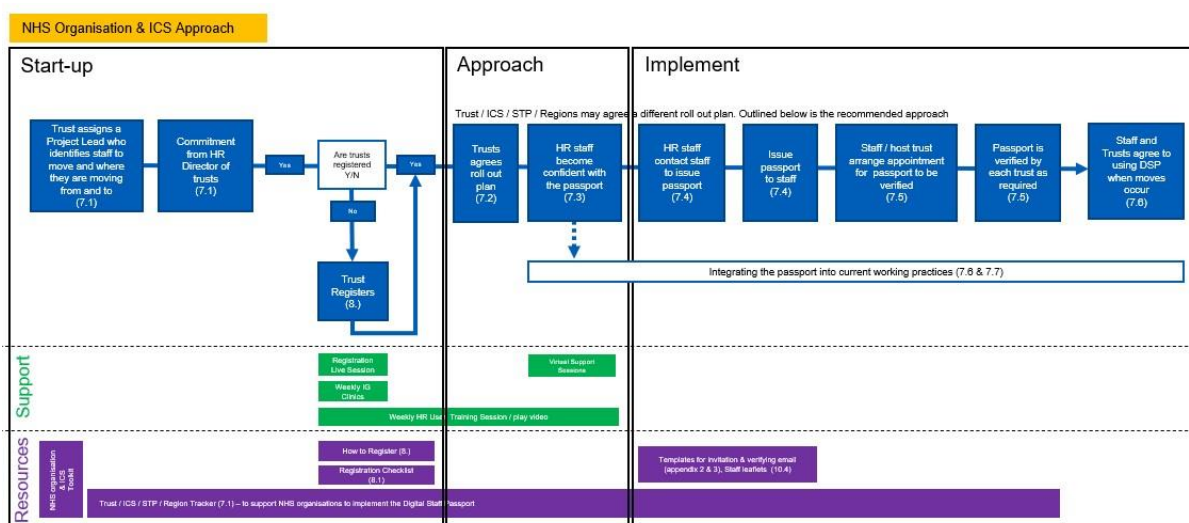 NHS Organisation & ICS Approach
Start-up
Approach
Implement
Trust / ICS / STP / Regions may agree a different roll out plan. Outlined below is the recommended approach
Trust assigns a
Project Lead who
identifies staff to
move and where
they are moving
from and to
(7.1)
Commitment
from HR
Director of
trusts
(7.1)
Yes
Are trusts
registered
Y/N
Yes
No
Trust
Registers
(8.)
Trusts
agrees
roll out
plan
(7.2)
HR staff
become
confident with
the passport
(7.3)
HR staff
contact staff
to issue
passport
(7.4)
Issue
passport
to staff
(7.4)
Staff / host trust
arrange appointment
for passport to be
verified
(7.5)
Passport is
verified by
each trust as
required
(7.5)
Staff and
Trusts agree to
using DSP
when moves
occur
(7.6)
Integrating the passport into current working practices (7.6 & 7.7)
Support
Registration
Live Session
Weekly IG
Clinics
Virtual Support
Sessions
Weekly HR User Training Session / play video
Resources
NHS organisation
& ICS
Toolkit
How to Register (8.)
Registration Checklist
(8.1)
Templates for invitation & verifying email
(appendix 2 & 3), Staff leaflets (10.4)
Trust / ICS / STP / Region Tracker (7.1) – to support NHS organisations to implement the Digital Staff Passport